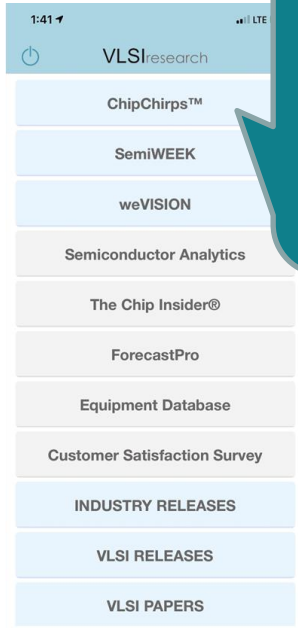 1:41 LTE
VLSIresearch
ChipChirps™
SemiWEEK
weVISION
Semiconductor Analytics
The Chip Insider®
ForecastPro
Equipment Database
Customer Satisfaction Survey
INDUSTRY RELEASES
VLSI RELEASES
VLSI PAPERS